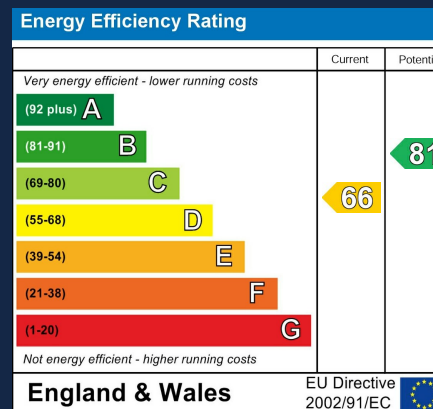 Energy Efficiency Rating
Current
Very energy efficient - lower running costs
(92 plus) A
(81-91) B
81
(69-80) C
66
(55-68) D
(39-54) E
(21-38) F
(1-20) G
Not energy efficient - higher running costs
England & Wales
EU Directive
2002/91/EC